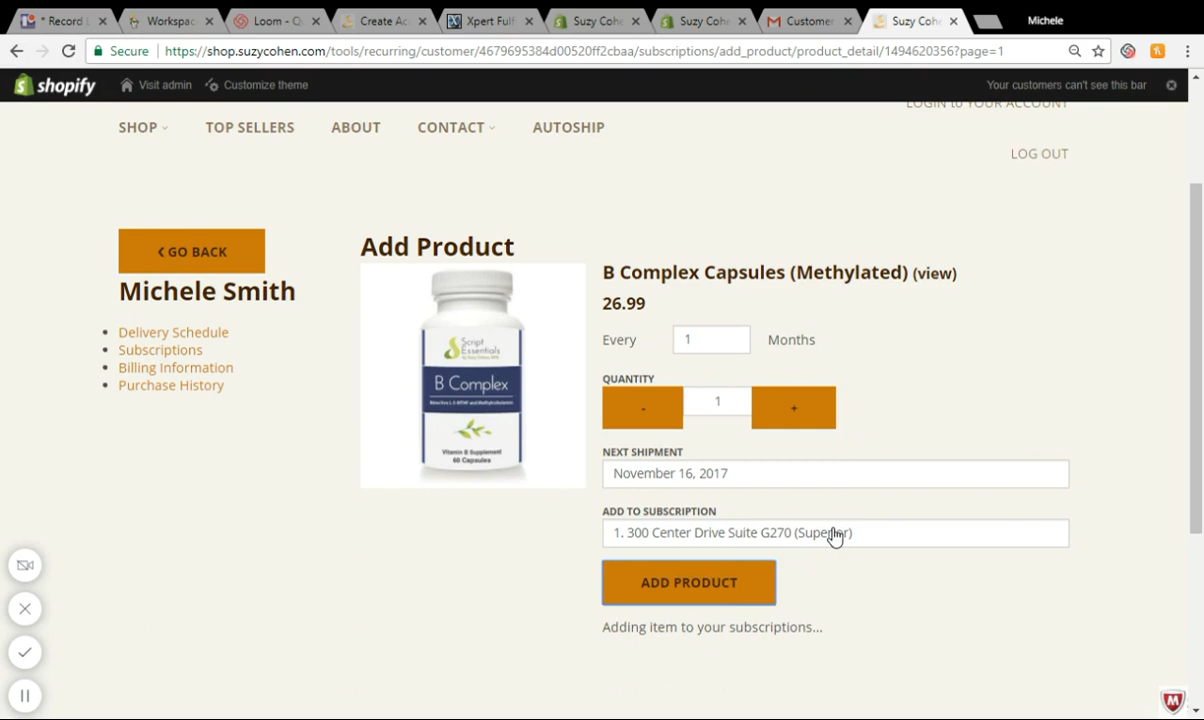 * Record L
Workspac
Loom - Q
Create Ac
Xpert Fulf
Suzy Cohe
Suzy Cohe
Customer
Suzy Cohe
Michele
Secure
https://shop.suzycohen.com/tools/recurring/customer/4679695384d00520ff2cbaa/subscriptions/add_product/product_detail/1494620356?page=1
shopify
Visit admin
Customize theme
Your customers can't see this bar
LOGIN to YOUR ACCOUNT
SHOP
TOP SELLERS
ABOUT
CONTACT
AUTOSHIP
LOG OUT
GO BACK
Michele Smith
Delivery Schedule
Subscriptions
Billing Information
Purchase History
Add Product
Script
Essentials
B Complex
Vitamin B Supplement
60 Capsules
B Complex Capsules (Methylated) (view)
26.99
Every 1 Months
QUANTITY
- 1 +
NEXT SHIPMENT
November 16, 2017
ADD TO SUBSCRIPTION
1. 300 Center Drive Suite G270 (Superior)
ADD PRODUCT
Adding item to your subscriptions...